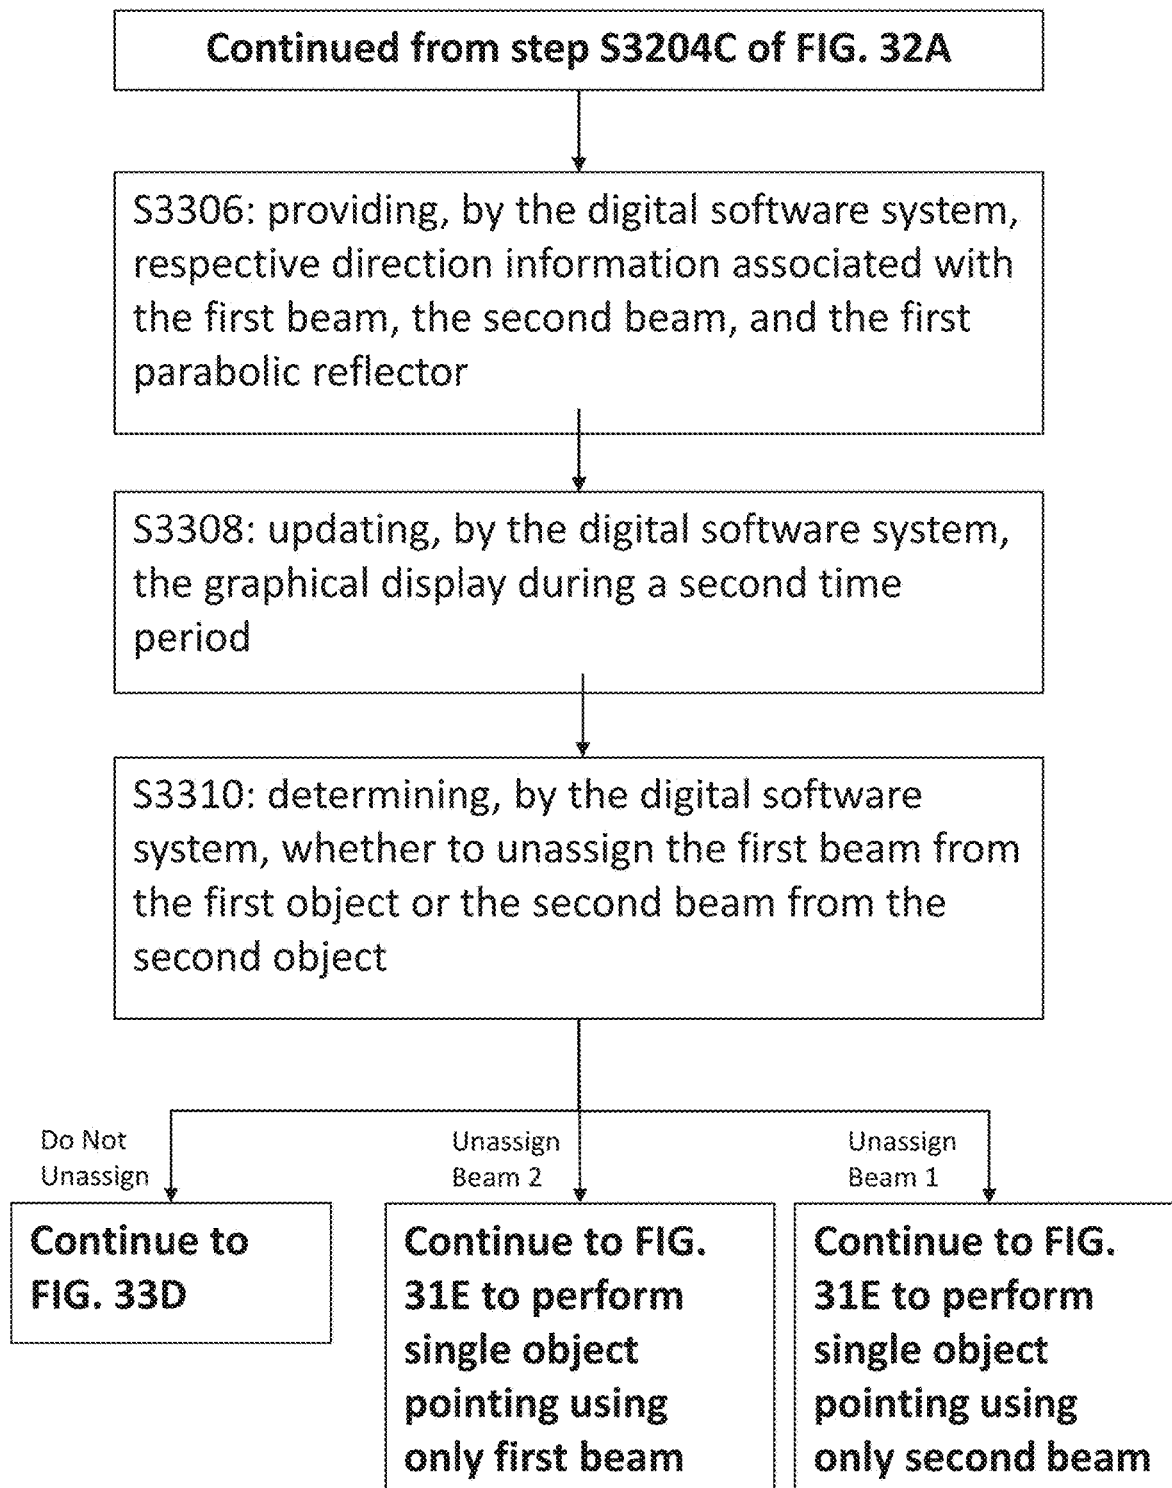 Continued from step S3204C of FIG. 32A
S3306: providing, by the digital software system,
respective direction information associated with
the first beam, the second beam, and the first
parabolic reflector
S3308: updating, by the digital software system,
the graphical display during a second time
period
S3310: determining, by the digital software
system, whether to unassign the first beam from
the first object or the second beam from the
second object
Do Not
Unassign
Unassign
Beam 2
Unassign
Beam 1
Continue to
FIG. 33D
Continue to FIG.
31E to perform
single object
pointing using
only first beam
Continue to FIG.
31E to perform
single object
pointing using
only second beam